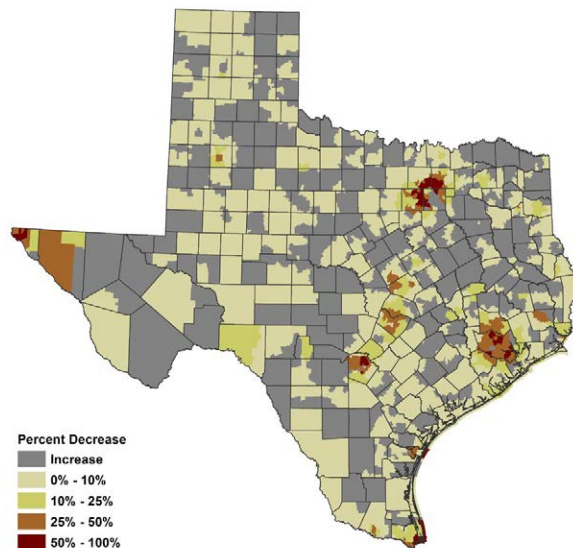 Percent Decrease
Increase
0% - 10%
10% - 25%
25% - 50%
50% - 100%